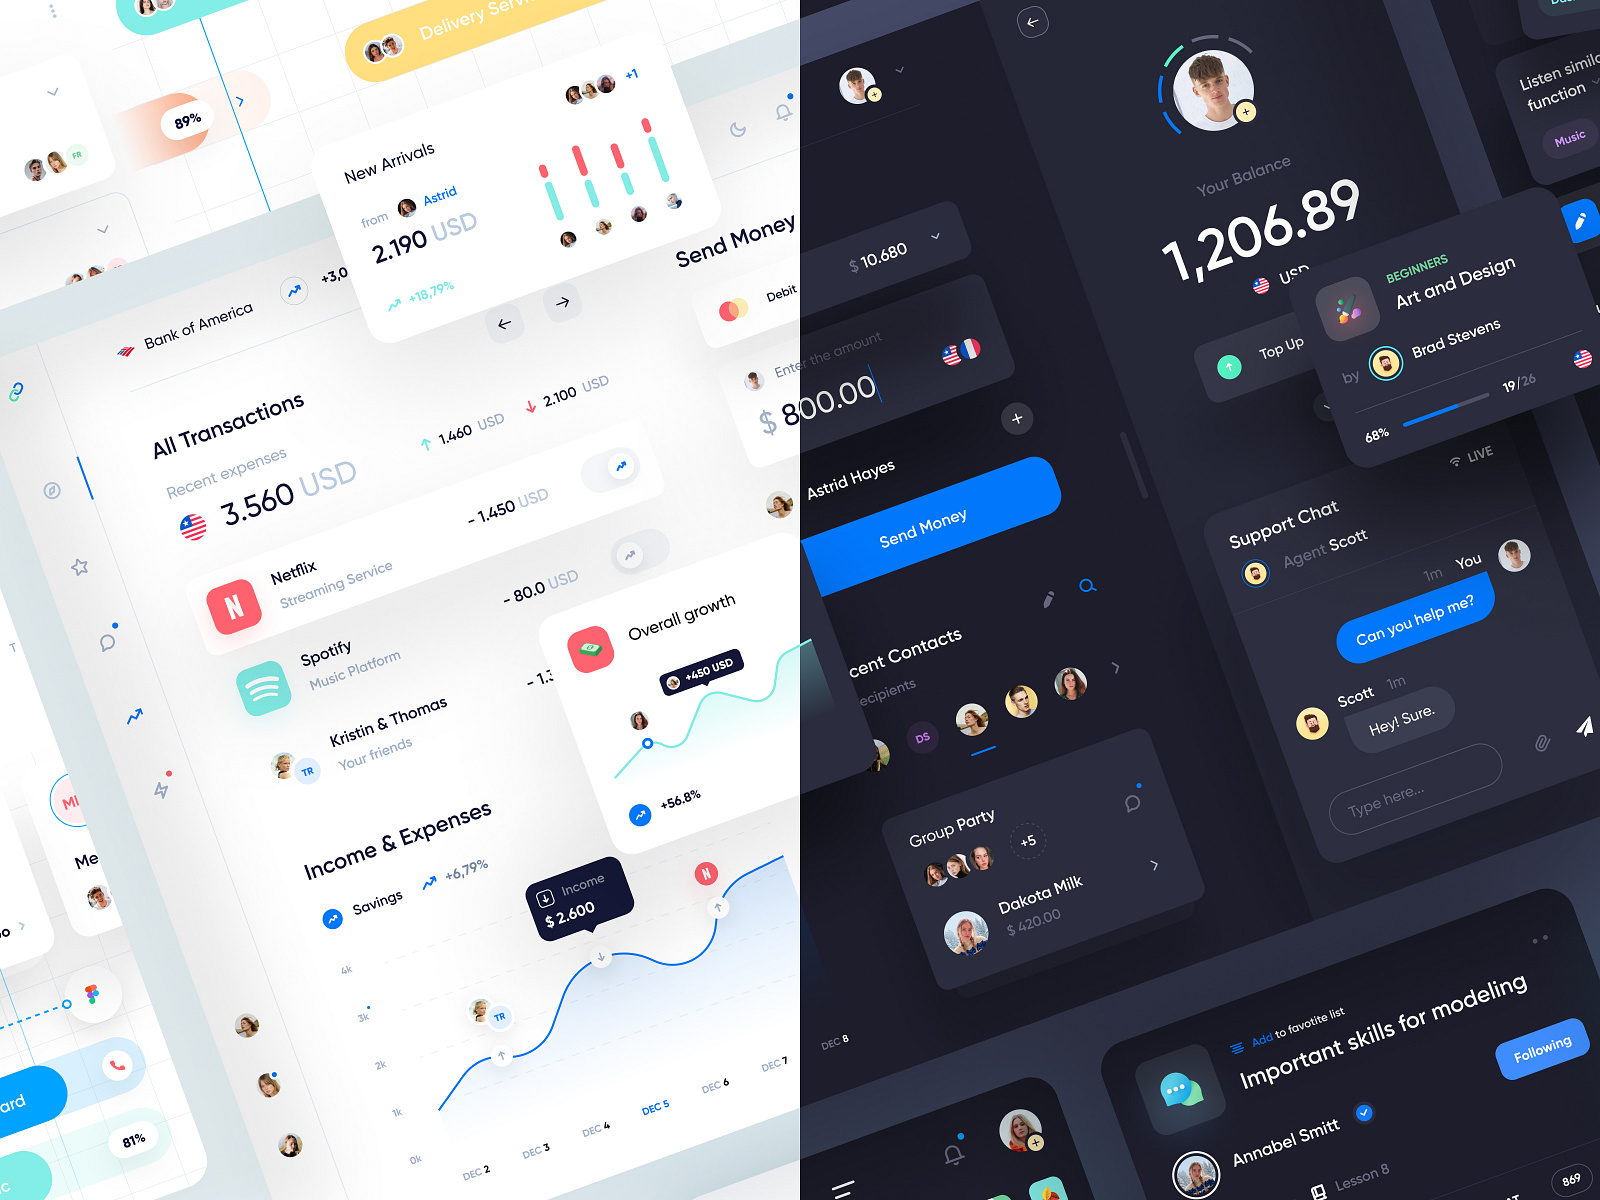 Delivery Serv
89%
FR
New Arrivals
+1
from Astrid
2.190 USD
+18,79%
Bank of America
+3,0
All Transactions
Recent expenses
3.560 USD
1.460 USD
2.100 USD
Netflix
Streaming Service
- 1.450 USD
N
Spotify
Music Platform
- 80.0 USD
Kristin & Thomas
Your friends
TR
- 1.3
Overall growth
+450 USD
+56.8%
Income & Expenses
Savings
+6,79%
Income
$ 2.600
N
TR
4k
3k
2k
1k
0k
DEC 2
DEC 3
DEC 4
DEC 5
DEC 6
DEC 7
DEC 8
T
Me
ard
81%
Send Money
Debit
Enter the amount
$ 800.00
$ 10.680
Astrid Hayes
Send Money
cent Contacts
ecipients
DS
Group Party
+5
Dakota Milk
$ 420.00
Your Balance
1,206.89
USD
Top Up
Listen simila
function
Music
BEGINNERS
Art and Design
by Brad Stevens
19/26
68%
LIVE
Support Chat
Agent Scott
1m You
Can you help me?
Scott 1m
Hey! Sure.
Type here...
Add to favotite list
Important skills for modeling
Following
Annabel Smitt
Lesson 8
869